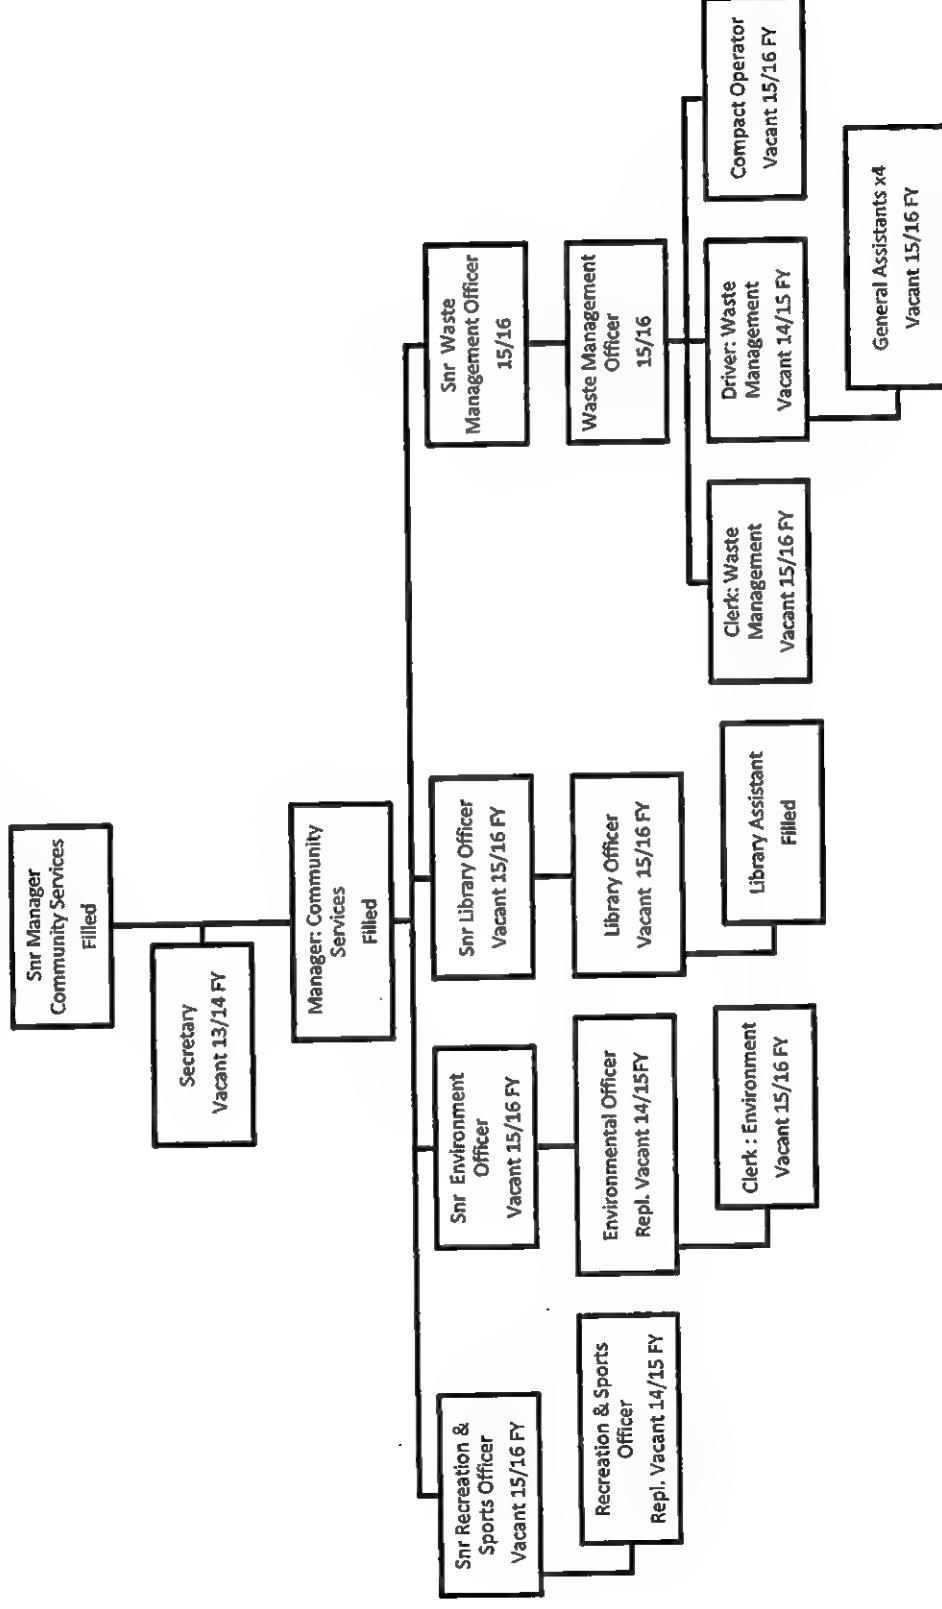 Snr Manager
Community Services
Filled
Secretary
Vacant 13/14 FY
Manager: Community
Services
Filled
Snr Recreation &
Sports Officer
Vacant 15/16 FY
Snr Environment
Officer
Vacant 15/16 FY
Snr Library Officer
Vacant 15/16 FY
Snr Waste
Management Officer
15/16
Recreation & Sports
Officer
Repl. Vacant 14/15 FY
Environmental Officer
Repl. Vacant 14/15FY
Library Officer
Vacant 15/16 FY
Waste Management
Officer
15/16
Clerk : Environment
Vacant 15/16 FY
Library Assistant
Filled
Clerk: Waste
Management
Vacant 15/16 FY
Driver: Waste
Management
Vacant 14/15 FY
Compact Operator
Vacant 15/16 FY
General Assistants x4
Vacant 15/16 FY